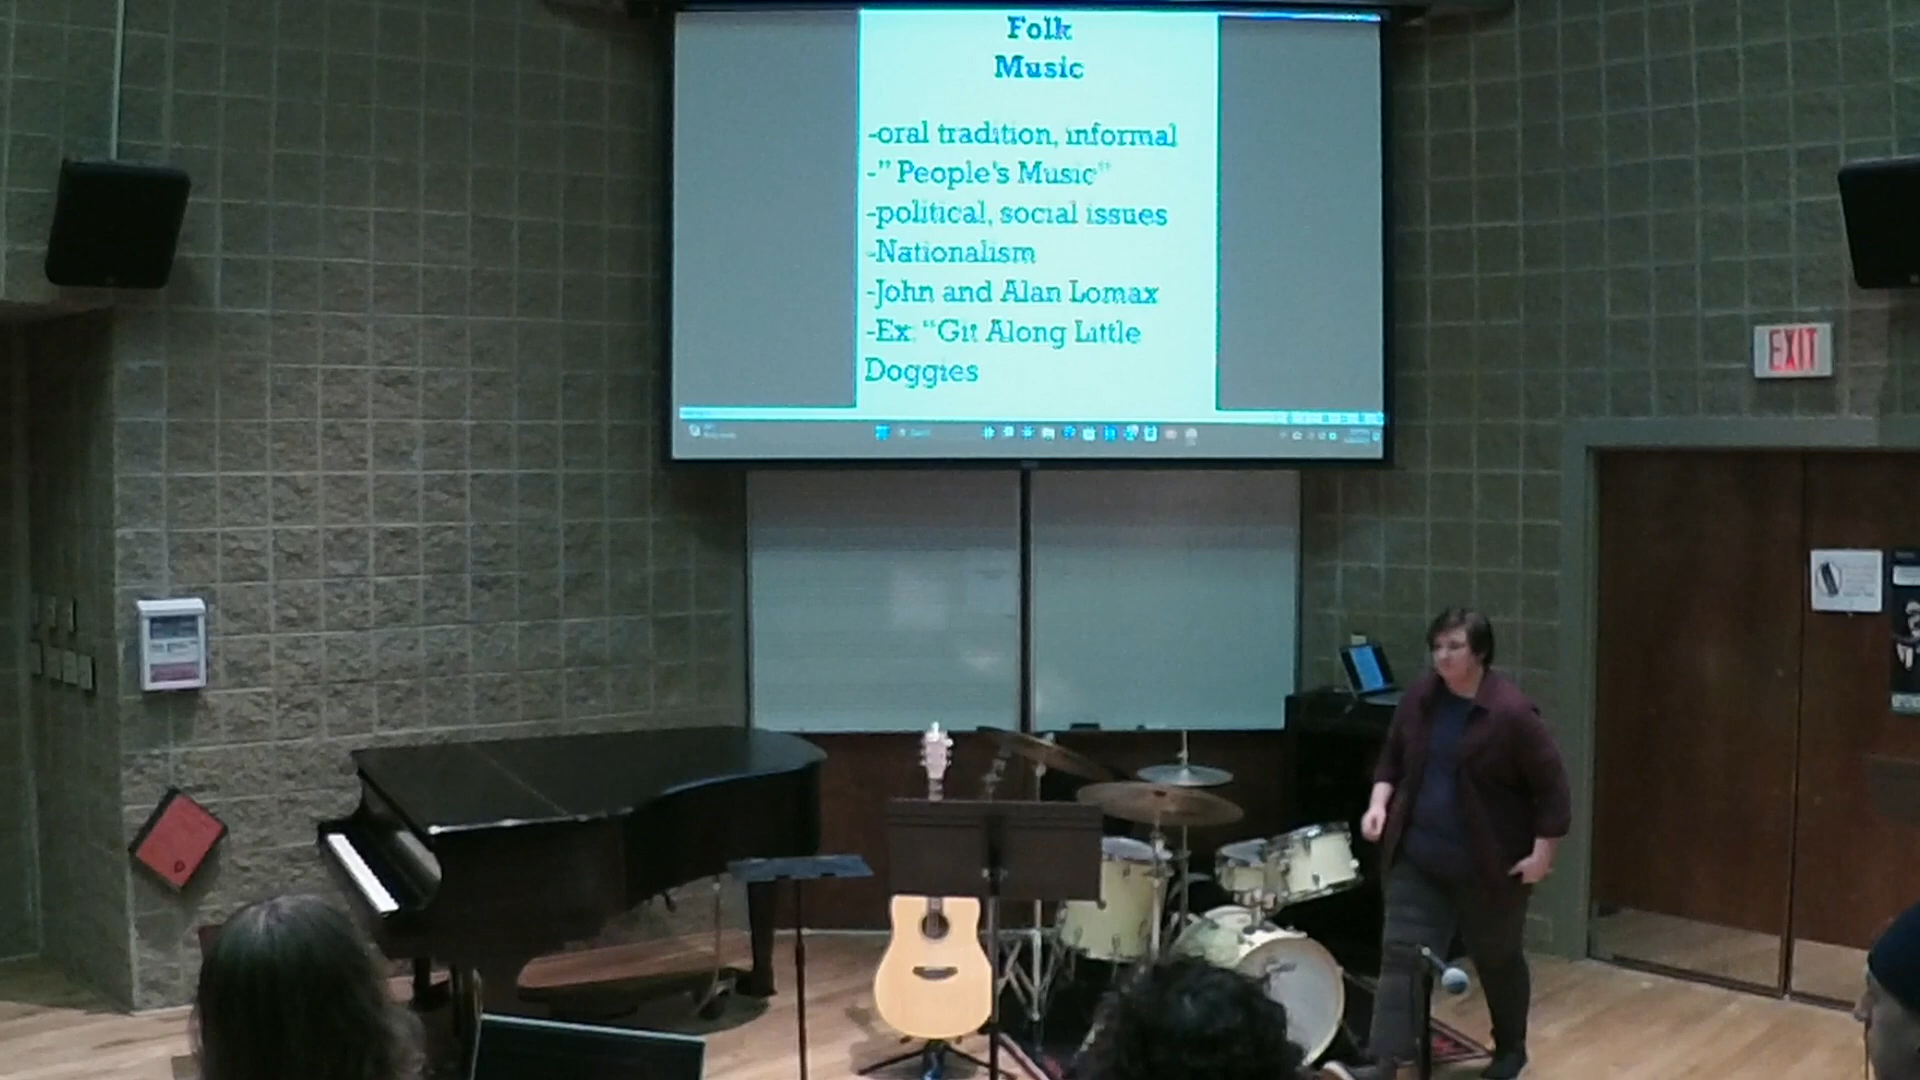 Folk
Music
-oral tradition, informal
-" People's Music"
-political, social issues
-Nationalism
-John and Alan Lomax
-Ex. "Git Along Little
Doggies
EXIT